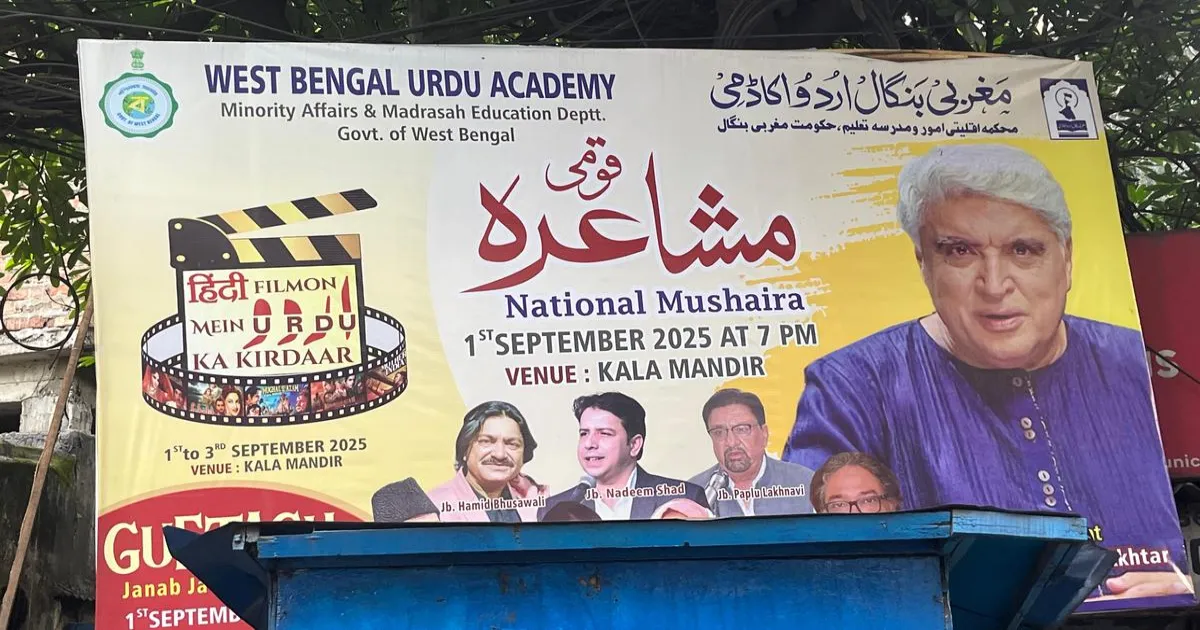 WEST BENGAL URDU ACADEMY
Minority Affairs & Madrasah Education Deptt.
Govt. of West Bengal
مغربی بنگال اردو اکاڈمی
محکمہ اقلیتی امور و مدرسہ تعلیم، حکومت مغربی بنگال
قومی
مشاعرہ
National Mushaira
1ST SEPTEMBER 2025 AT 7 PM
VENUE : KALA MANDIR
हिंदी FILMON
MEIN URDU
KA KIRDAAR
1ST to 3RD SEPTEMBER 2025
VENUE : KALA MANDIR
Jb. Hamid Bhusawali
Jb. Nadeem Shad
Jb. Paplu Lakhnavi
Janab
1ST SEPTEMB
khtar